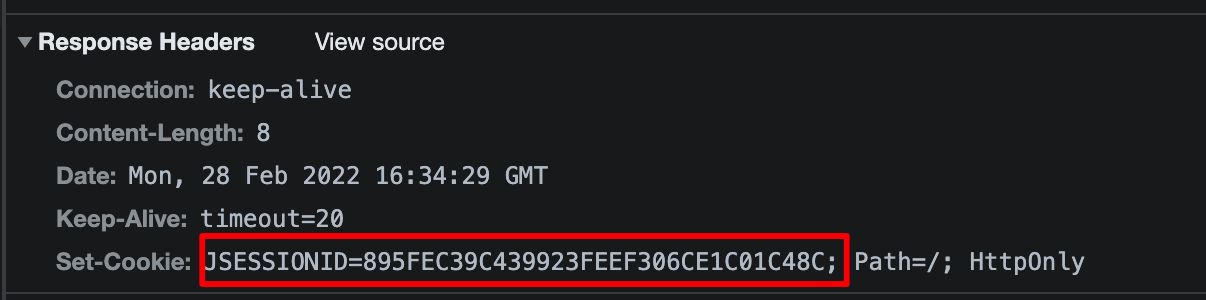 Response Headers View source
Connection: keep-alive
Content-Length: 8
Date: Mon, 28 Feb 2022 16:34:29 GMT
Keep-Alive: timeout=20
Set-Cookie: JSESSIONID=895FEC39C439923FEEF306CE1C01C48C; Path=/; HttpOnly